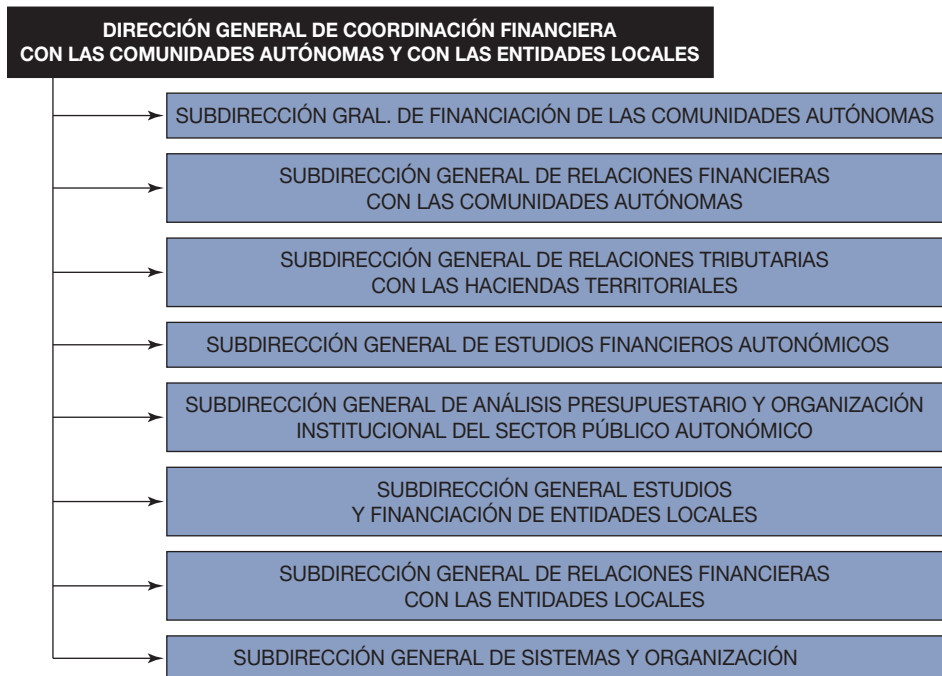 DIRECCIÓN GENERAL DE COORDINACIÓN FINANCIERA
CON LAS COMUNIDADES AUTÓNOMAS Y CON LAS ENTIDADES LOCALES
SUBDIRECCIÓN GRAL. DE FINANCIACIÓN DE LAS COMUNIDADES AUTÓNOMAS
SUBDIRECCIÓN GENERAL DE RELACIONES FINANCIERAS
CON LAS COMUNIDADES AUTÓNOMAS
SUBDIRECCIÓN GENERAL DE RELACIONES TRIBUTARIAS
CON LAS HACIENDAS TERRITORIALES
SUBDIRECCIÓN GENERAL DE ESTUDIOS FINANCIEROS AUTONÓMICOS
SUBDIRECCIÓN GENERAL DE ANÁLISIS PRESUPUESTARIO Y ORGANIZACIÓN
INSTITUCIONAL DEL SECTOR PÚBLICO AUTONÓMICO
SUBDIRECCIÓN GENERAL ESTUDIOS
Y FINANCIACIÓN DE ENTIDADES LOCALES
SUBDIRECCIÓN GENERAL DE RELACIONES FINANCIERAS
CON LAS ENTIDADES LOCALES
SUBDIRECCIÓN GENERAL DE SISTEMAS Y ORGANIZACIÓN